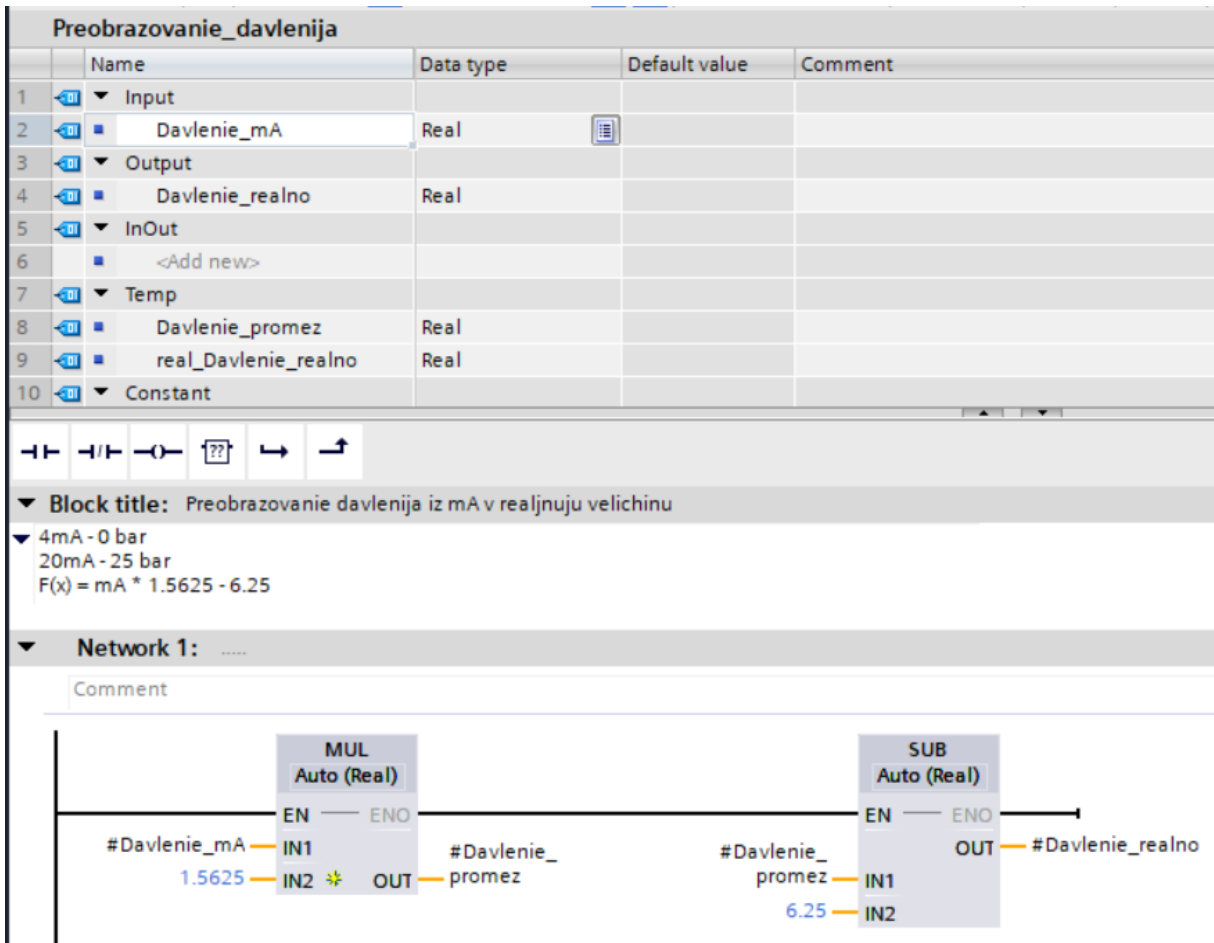 Preobrazovanie_davlenija
Name Data type Default value Comment
1 Input
2 Davlenie_mA Real
3 Output
4 Davlenie_realno Real
5 InOut
6 <Add new>
7 Temp
8 Davlenie_promez Real
9 real_Davlenie_realno Real
10 Constant
??
Block title: Preobrazovanie davlenija iz mA v realjnuju velichinu
4mA - 0 bar
20mA - 25 bar
F(x) = mA * 1.5625 - 6.25
Network 1: .....
Comment
MUL
Auto (Real)
EN ENO
#Davlenie_mA IN1
1.5625 IN2 OUT
#Davlenie_
promez
SUB
Auto (Real)
EN ENO
OUT #Davlenie_realno
#Davlenie_
promez IN1
6.25 IN2